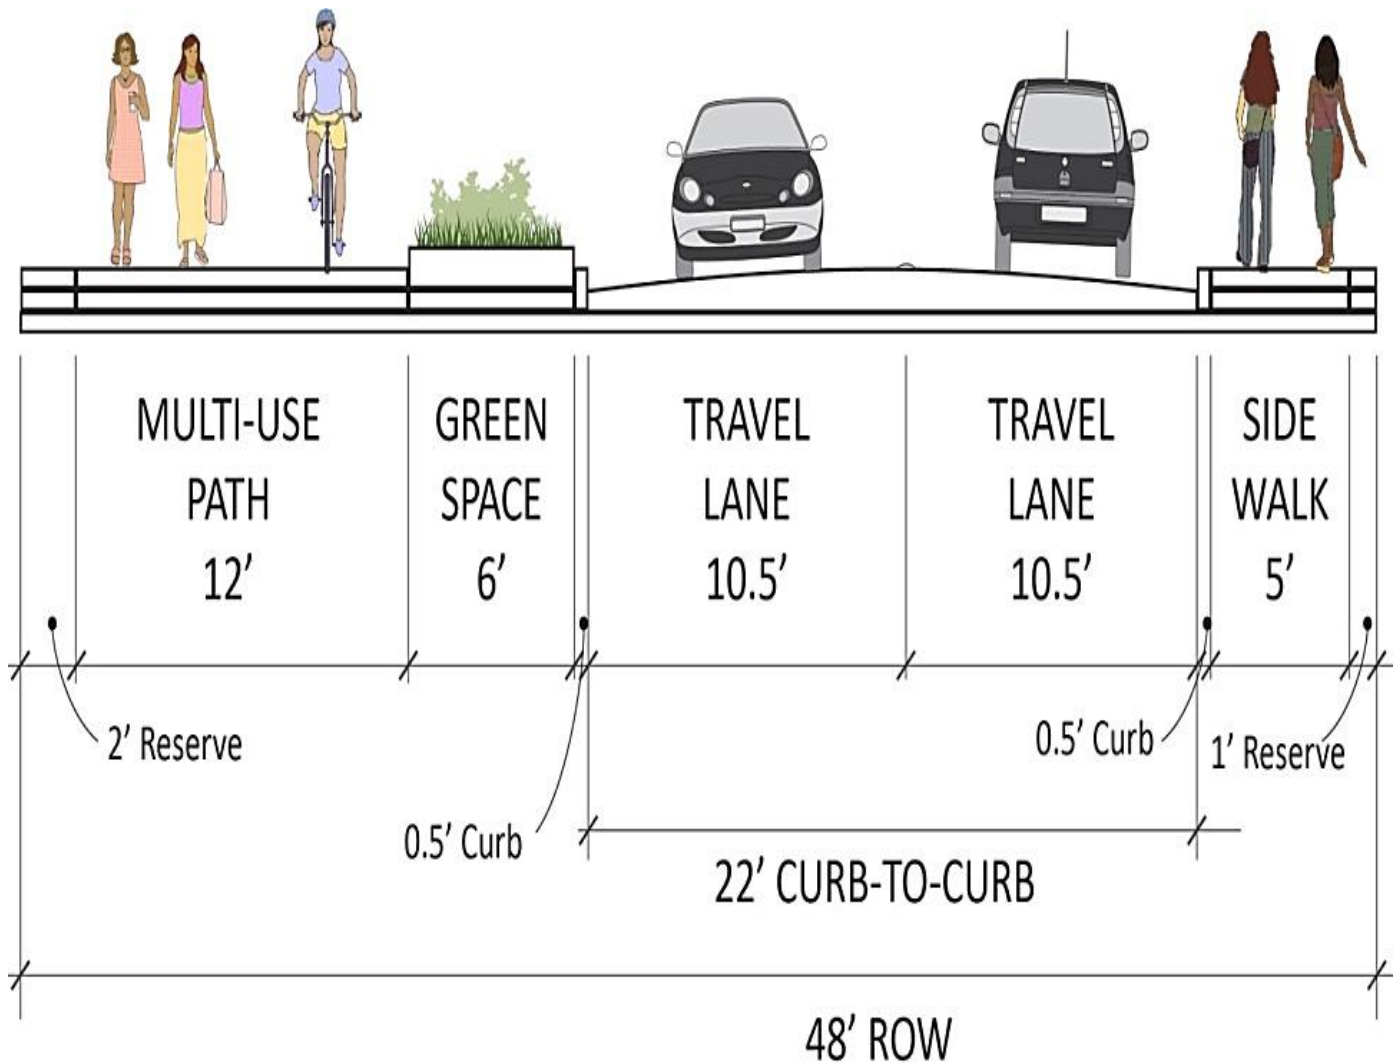 MULTI-USE
PATH
12’
GREEN
SPACE
6’
TRAVEL
LANE
10.5’
TRAVEL
LANE
10.5’
SIDE
WALK
5’
2’ Reserve
0.5’ Curb
0.5’ Curb
1’ Reserve
22’ CURB-TO-CURB
48’ ROW